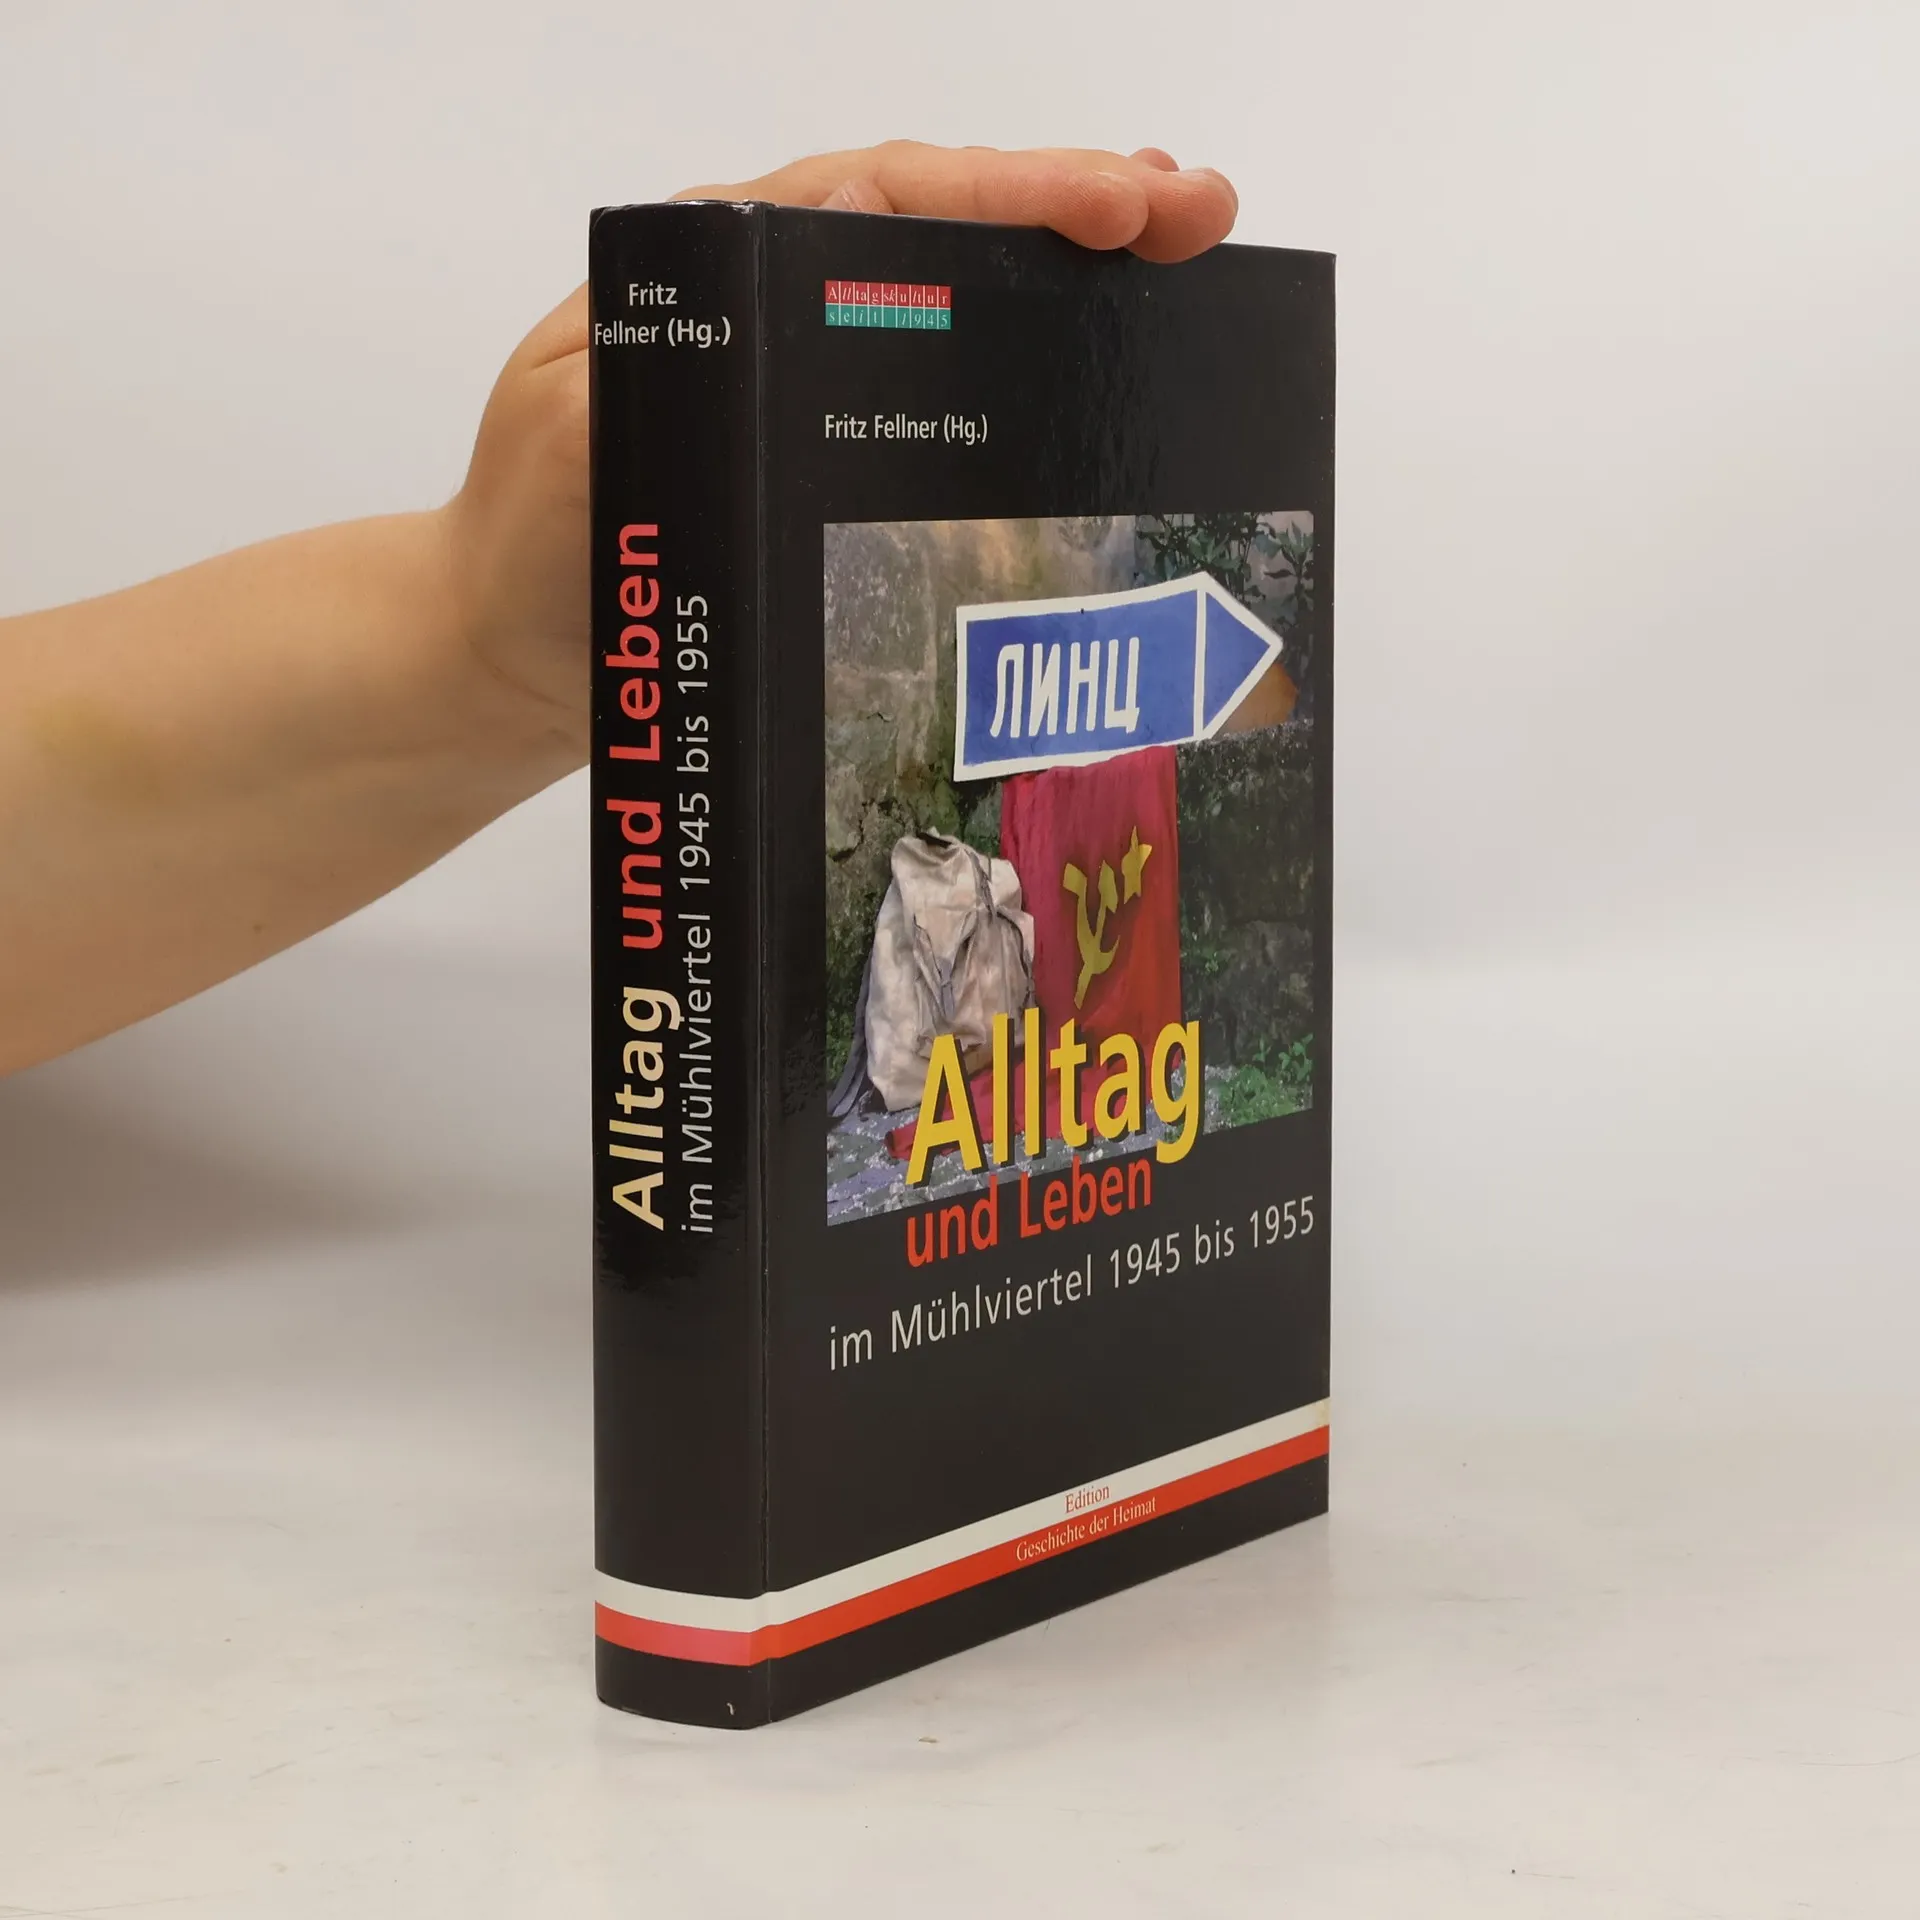 Fritz
Fellner (Hg.)
Alltag und Leben
im Mühlviertel 1945 bis 1955
Alltagskultur
seit 1945
Fritz Fellner (Hg.)
ЛИНЦ
Alltag
und Leben
im Mühlviertel 1945 bis 1955
Edition
Geschichte der Heimat